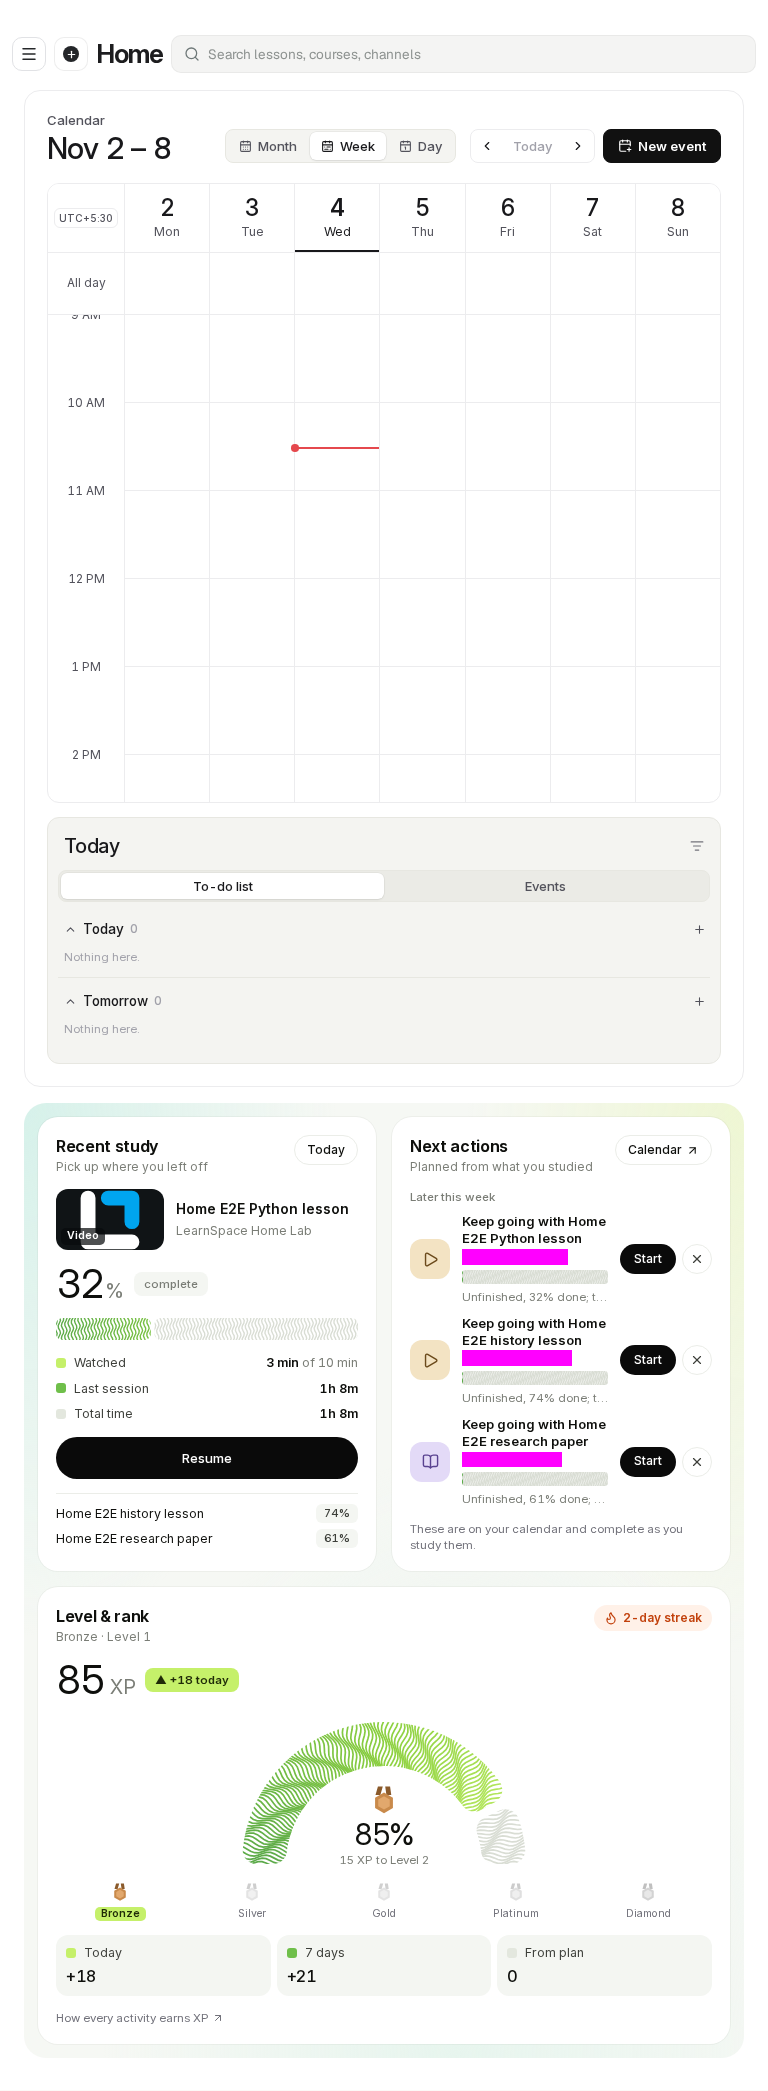 Home
Search lessons, courses, channels
Calendar
Nov 2 – 8
Month
Week
Day
Today
New event
UTC+5:30
2
Mon
3
Tue
4
Wed
5
Thu
6
Fri
7
Sat
8
Sun
All day
9 AM
10 AM
11 AM
12 PM
1 PM
2 PM
Today
To-do list
Events
Today 0
Nothing here.
Tomorrow 0
Nothing here.
Recent study
Pick up where you left off
Today
Video
Home E2E Python lesson
LearnSpace Home Lab
32%
complete
Watched
3 min of 10 min
Last session
1h 8m
Total time
1h 8m
Resume
Home E2E history lesson
74%
Home E2E research paper
61%
Next actions
Planned from what you studied
Calendar
Later this week
Keep going with Home
E2E Python lesson
Unfinished, 32% done; t…
Start
Keep going with Home
E2E history lesson
Unfinished, 74% done; t…
Start
Keep going with Home
E2E research paper
Unfinished, 61% done; …
Start
These are on your calendar and complete as you
study them.
Level & rank
Bronze · Level 1
2-day streak
85 XP
▲ +18 today
85%
15 XP to Level 2
Bronze
Silver
Gold
Platinum
Diamond
Today
+18
7 days
+21
From plan
0
How every activity earns XP